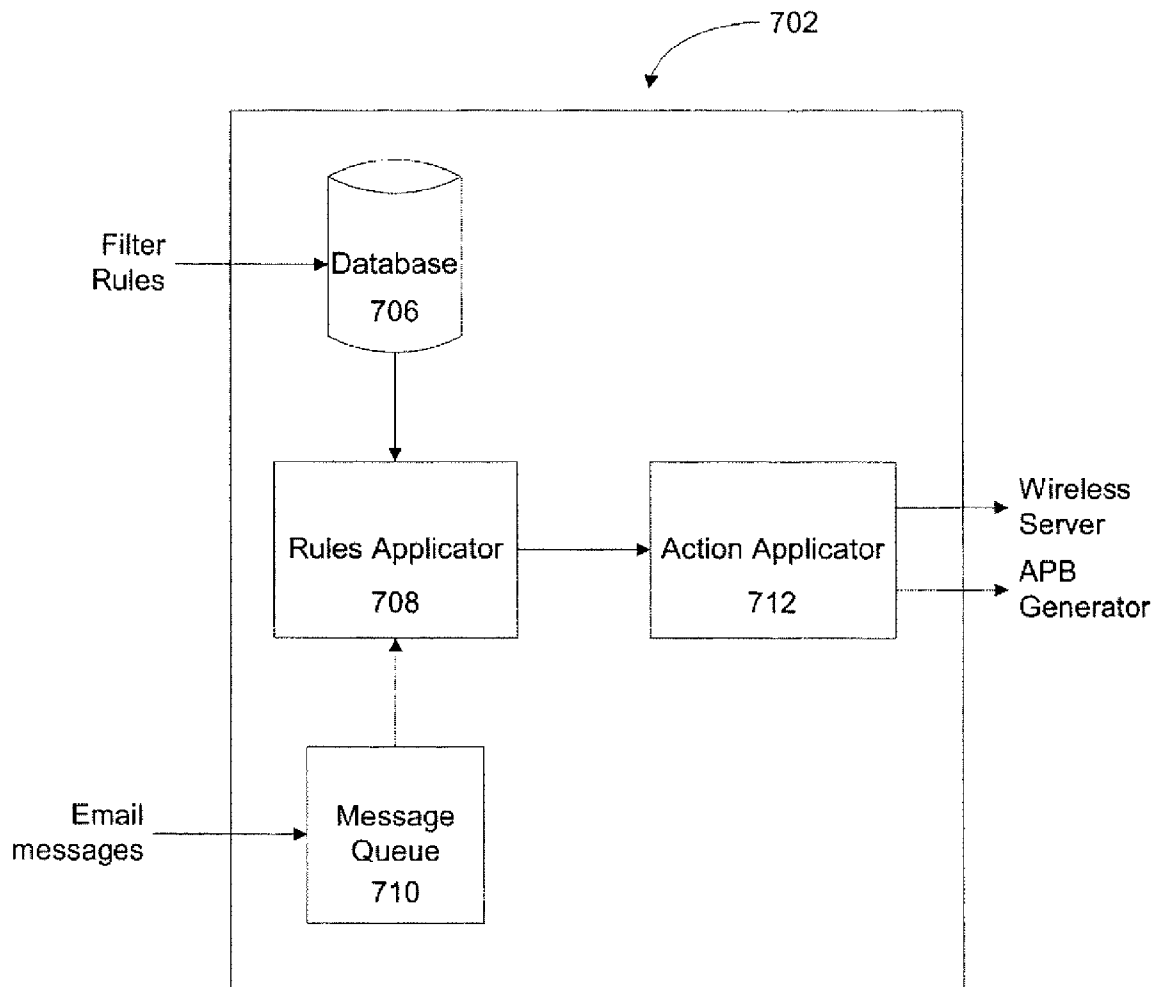 702
Filter
Rules
Database
706
Rules Applicator
708
Action Applicator
712
Wireless
Server
APB
Generator
Email
messages
Message
Queue
710